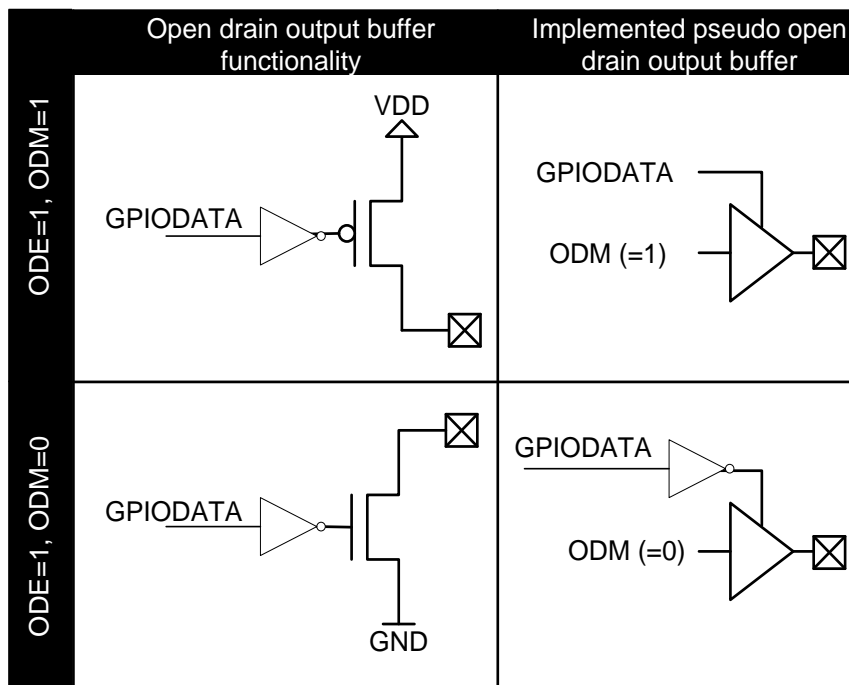 Open drain output buffer
functionality
Implemented pseudo open
drain output buffer
ODE=1, ODM=1
VDD
GPIODATA
GPIODATA
ODM (=1)
ODE=1, ODM=0
GPIODATA
GND
GPIODATA
ODM (=0)